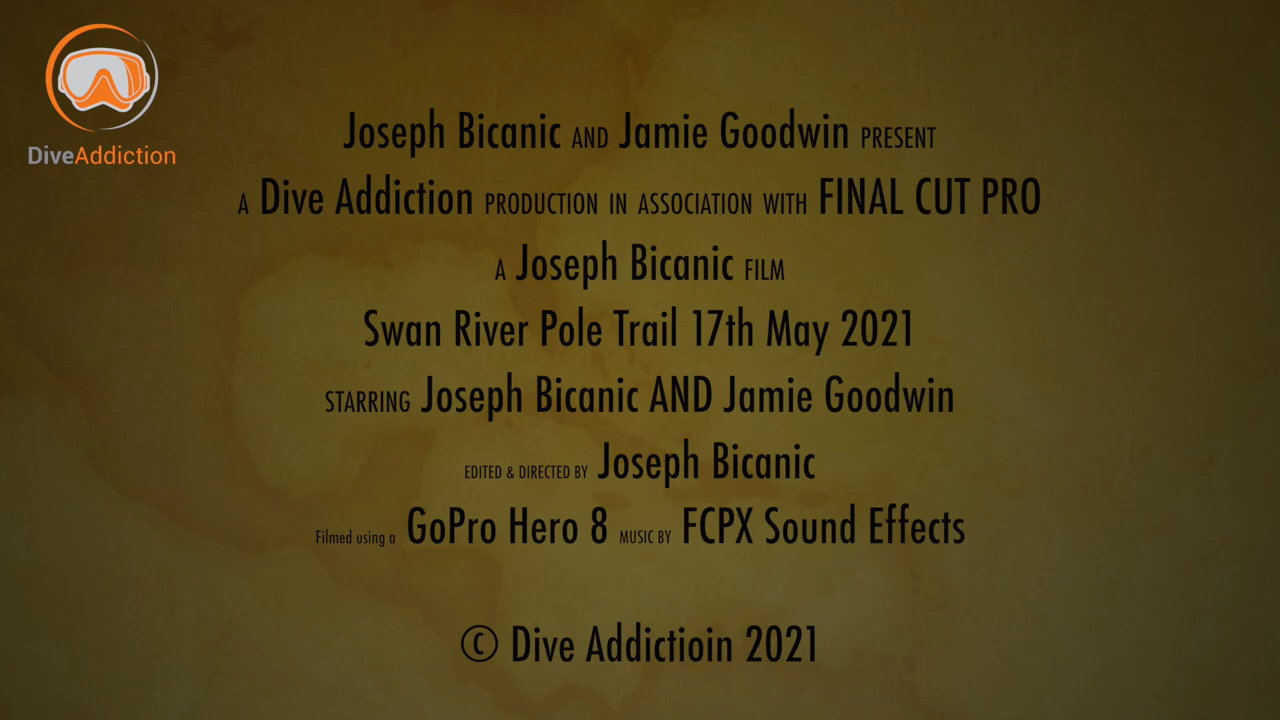 DiveAddiction
Joseph Bicanic AND Jamie Goodwin PRESENT
A Dive Addiction PRODUCTION IN ASSOCIATION WITH FINAL CUT PRO
A Joseph Bicanic FILM
Swan River Pole Trail 17th May 2021
STARRING Joseph Bicanic AND Jamie Goodwin
EDITED & DIRECTED BY Joseph Bicanic
Filmed using a GoPro Hero 8 MUSIC BY FCPX Sound Effects
© Dive Addictioin 2021